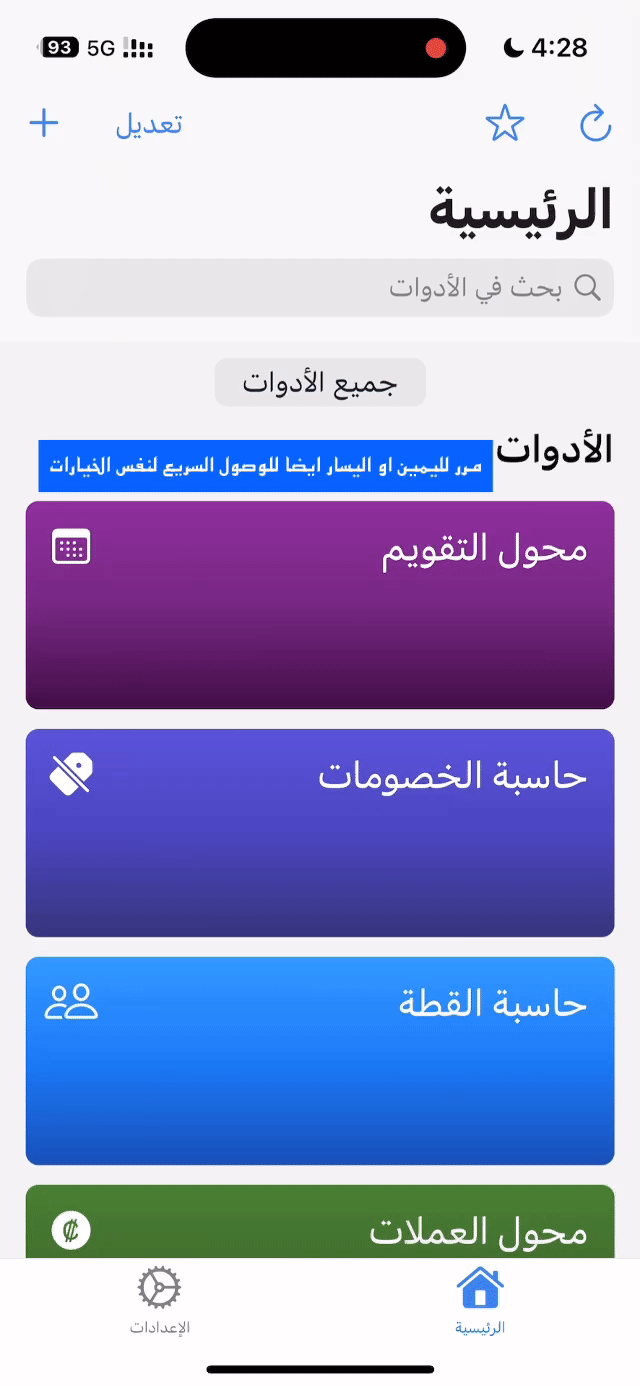 93 5G 4:28
تعديل
الرئيسية
بحث في الأدوات
جميع الأدوات
الأدوات
مرر لليمين او اليسار ايضا للوصول السريع لنفس الخيارات
محول التقويم
حاسبة الخصومات
حاسبة القطة
محول العملات
الرئيسية
الإعدادات